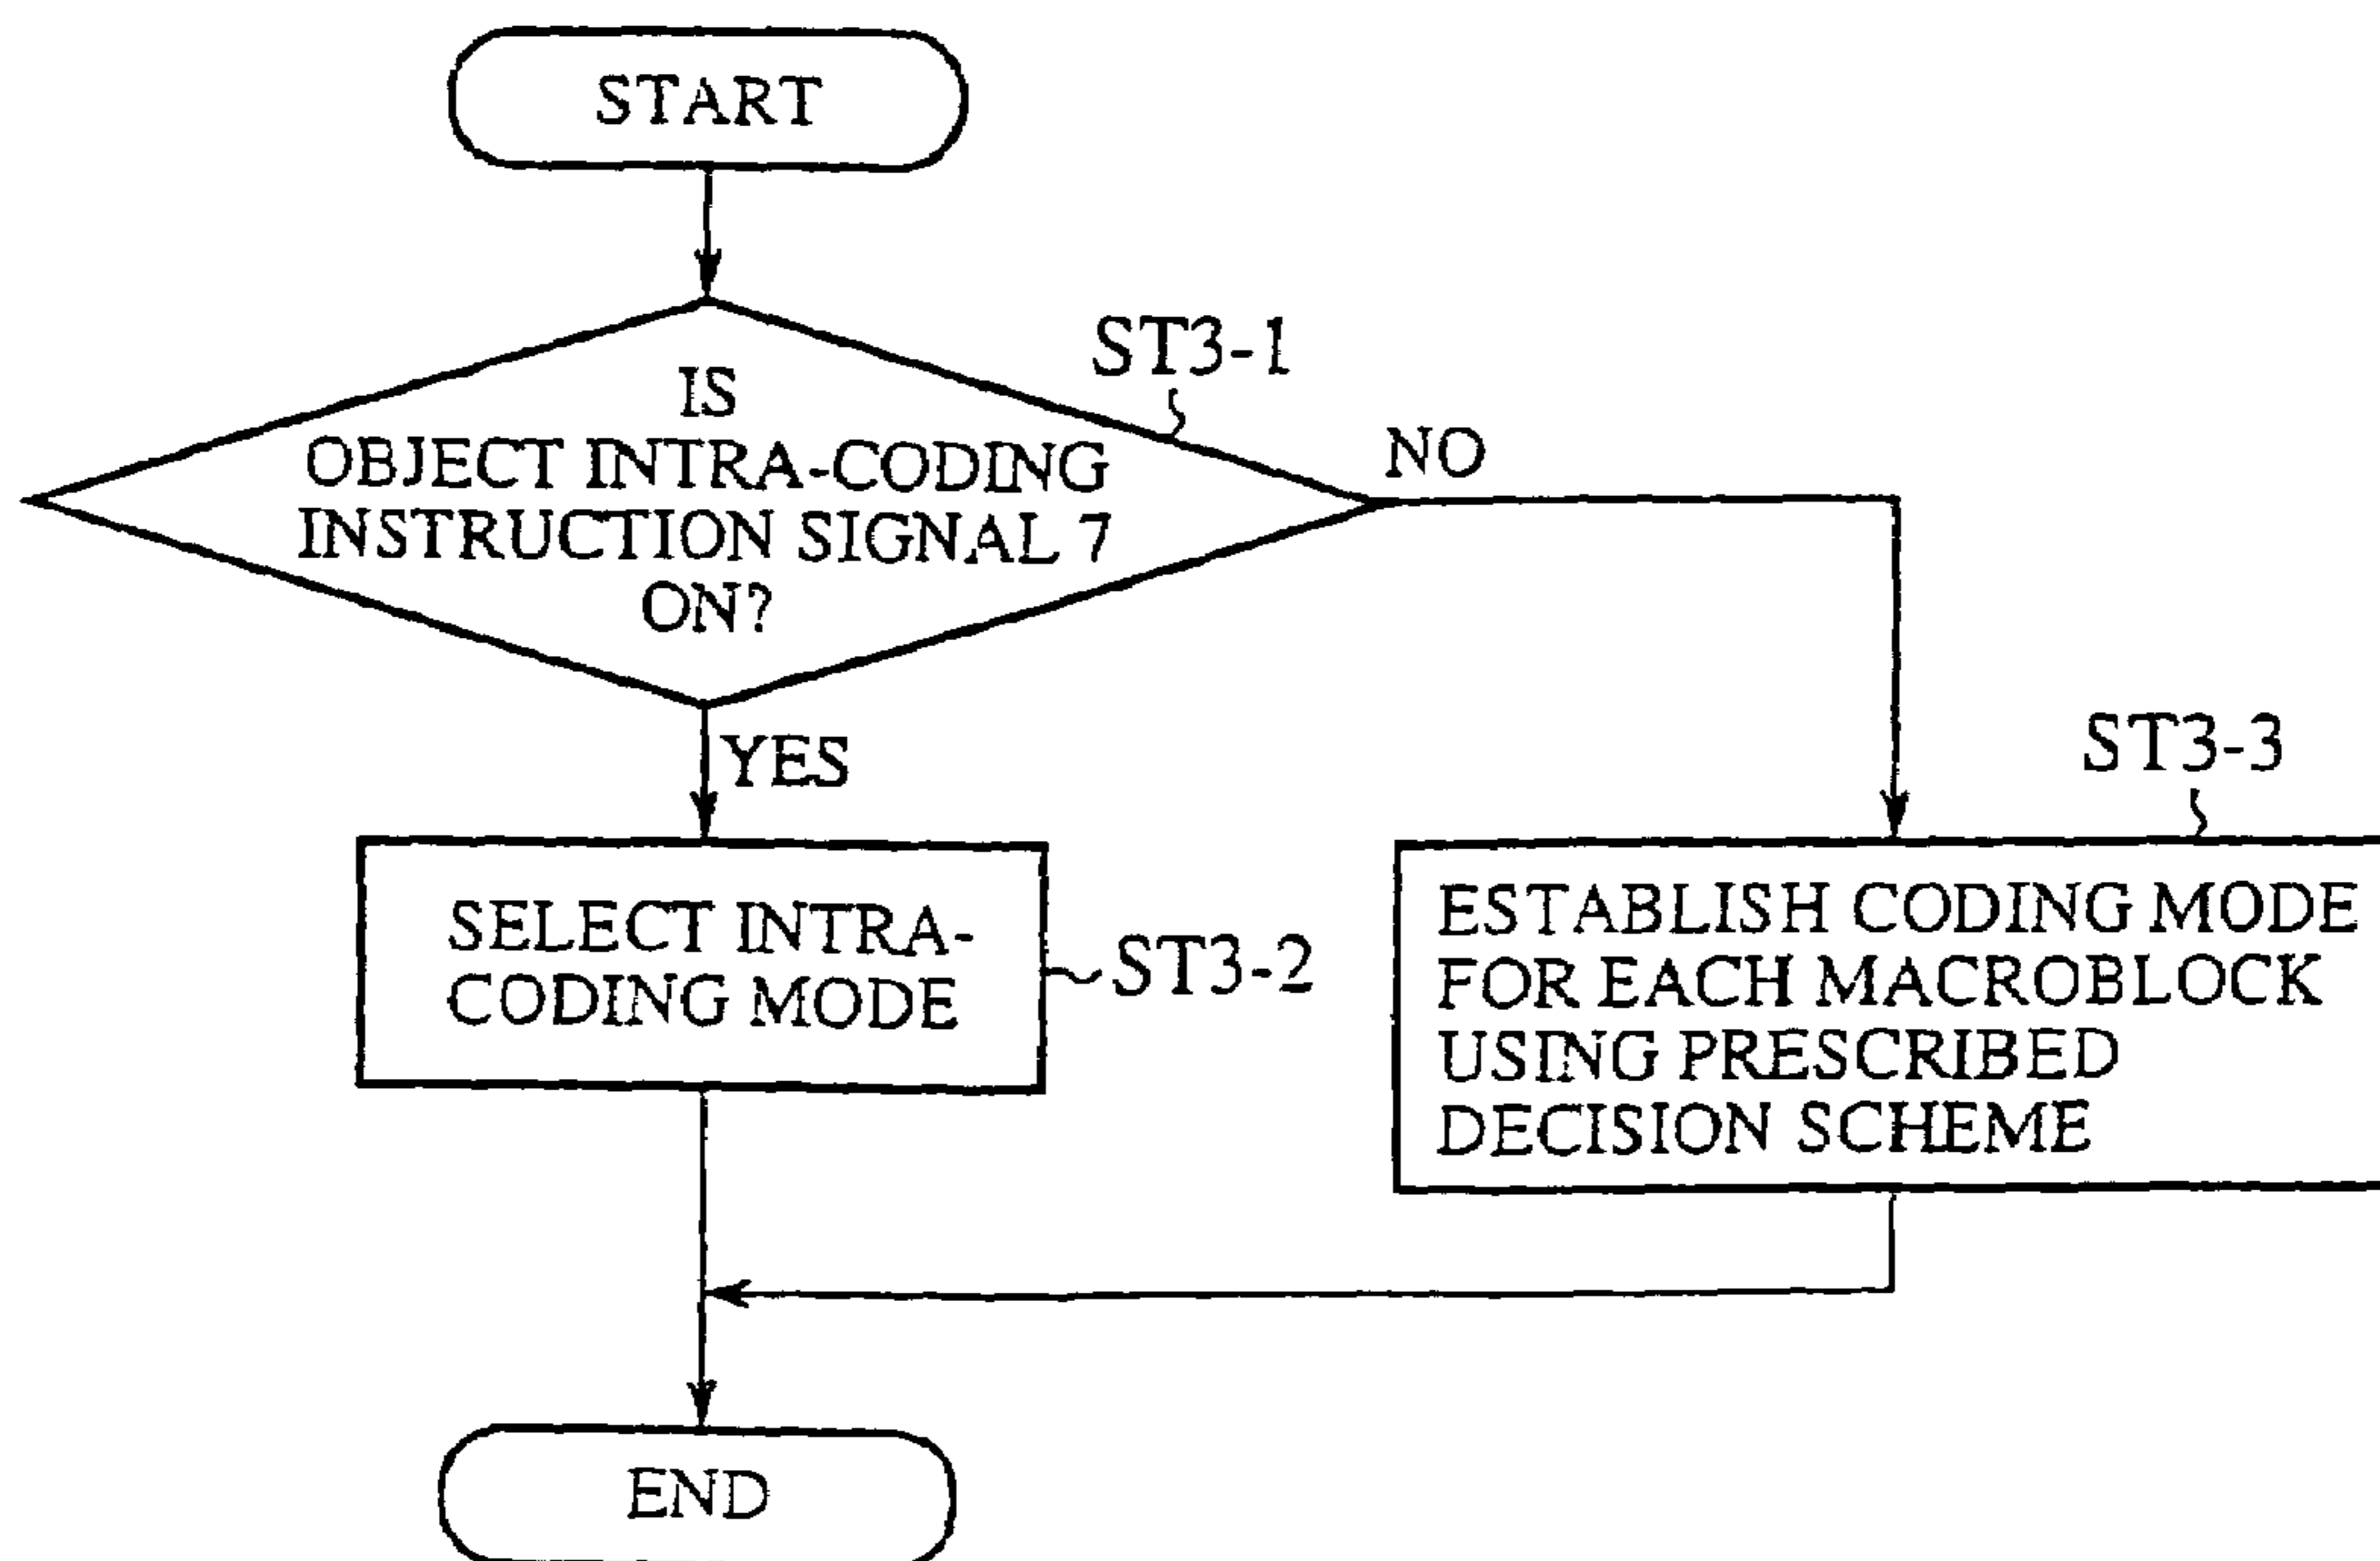 START
ST3-1
IS
OBJECT INTRA-CODING
INSTRUCTION SIGNAL 7
ON?
NO
YES
ST3-3
SELECT INTRA-
CODING MODE
ST3-2
ESTABLISH CODING MODE
FOR EACH MACROBLOCK
USING PRESCRIBED
DECISION SCHEME
END